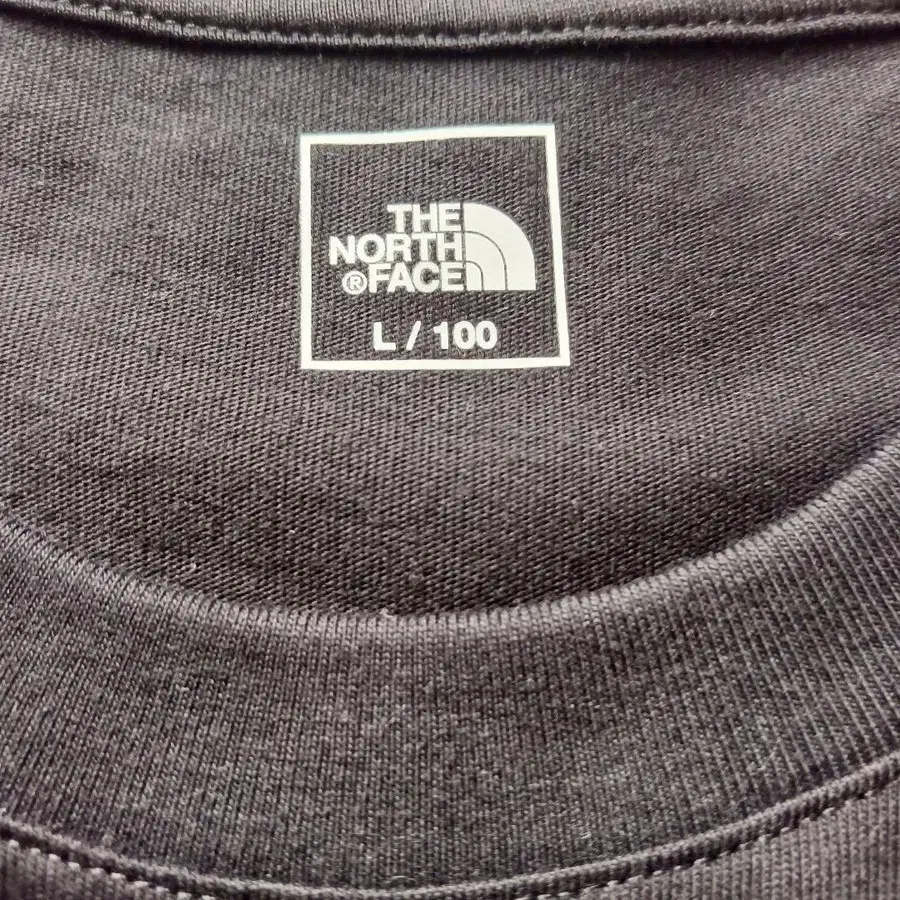 THE
NORTH
®FACE
L / 100